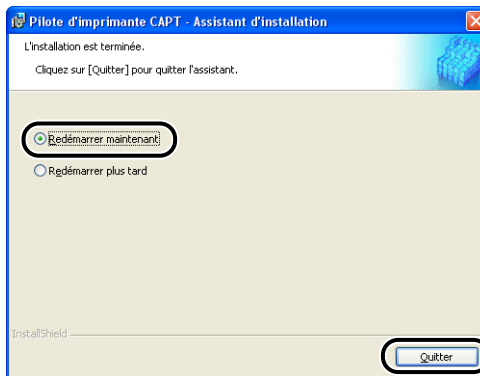 Pilote d'imprimante CAPT - Assistant d'installation
L'installation est terminée.
Cliquez sur [Quitter] pour quitter l'assistant.
Redémarrer maintenant
Redémarrer plus tard
InstallShield
Quitter